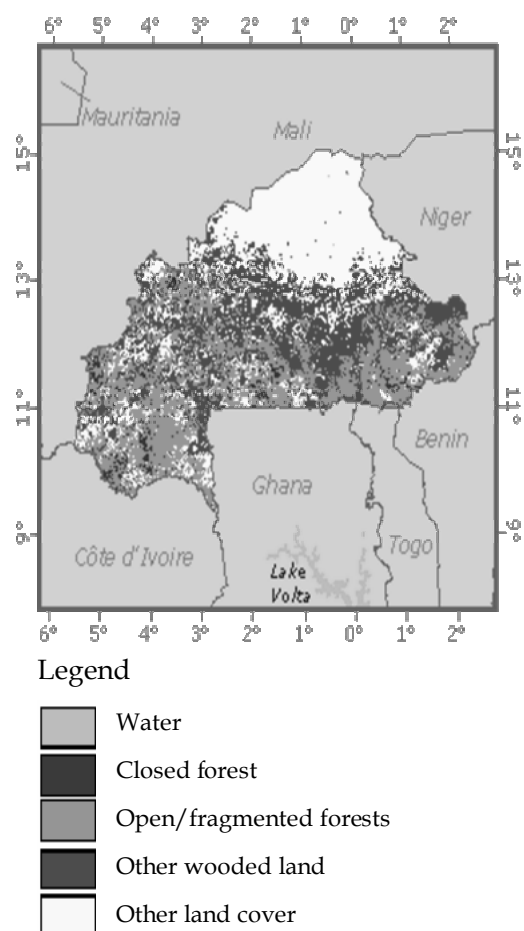 6° 5° 4° 3° 2° 1° 0° 1° 2°
Mauritania
Mali
15° 15°
Niger
13° 13°
11° 11°
Benin
Ghana
9° 9°
Côte d'Ivoire
Togo
Lake
Volta
6° 5° 4° 3° 2° 1° 0° 1° 2°
Legend
Water
Closed forest
Open/fragmented forests
Other wooded land
Other land cover